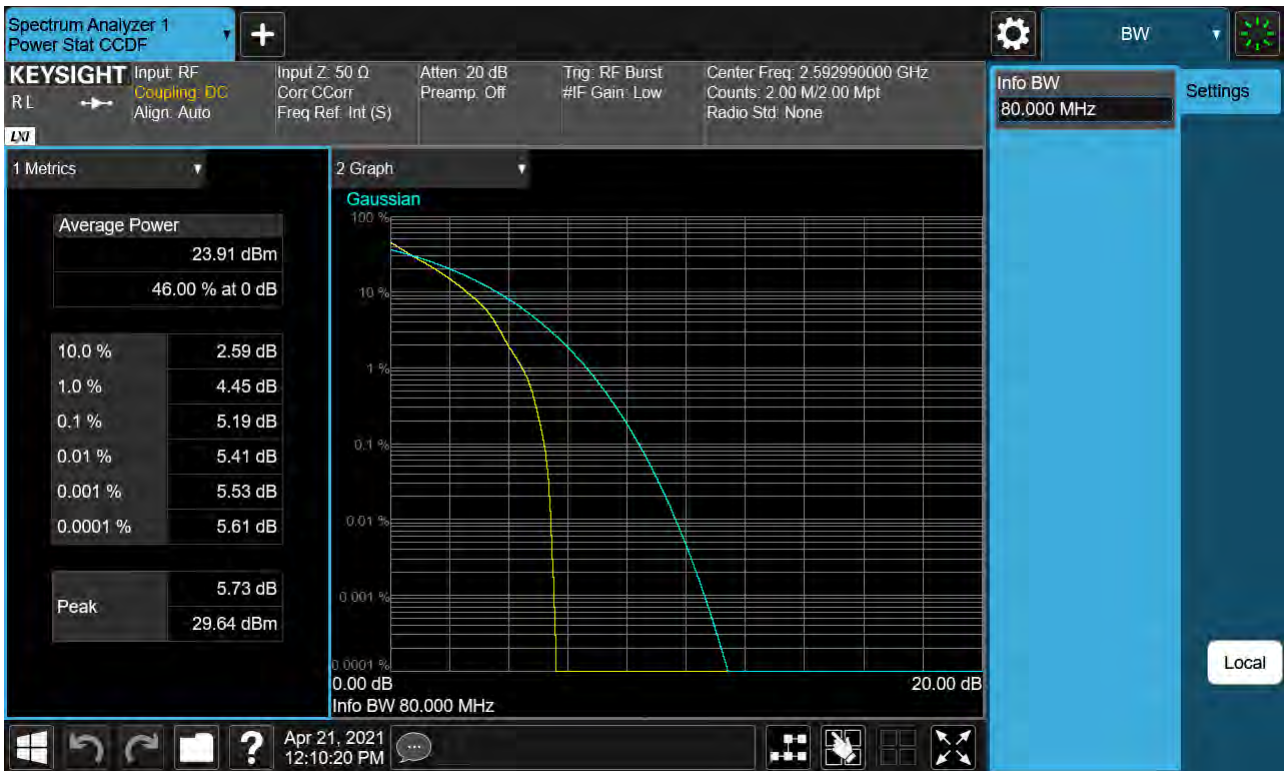 Spectrum Analyzer 1
Power Stat CCDF
BW
KEYSIGHT
R L
LXI
Input: RF
Coupling: DC
Align: Auto
Input Z: 50 Ω
Corr CCorr
Freq Ref: Int (S)
Atten: 20 dB
Preamp: Off
Trig: RF Burst
#IF Gain: Low
Center Freq: 2.592990000 GHz
Counts: 2.00 M/2.00 Mpt
Radio Std: None
Info BW
80.000 MHz
Settings
1 Metrics
Average Power
23.91 dBm
46.00 % at 0 dB
10.0 % 2.59 dB
1.0 % 4.45 dB
0.1 % 5.19 dB
0.01 % 5.41 dB
0.001 % 5.53 dB
0.0001 % 5.61 dB
Peak
5.73 dB
29.64 dBm
2 Graph
Gaussian
100 %
10 %
1 %
0.1 %
0.01 %
0.001 %
0.0001 %
0.00 dB 20.00 dB
Info BW 80.000 MHz
Local
?
Apr 21, 2021
12:10:20 PM